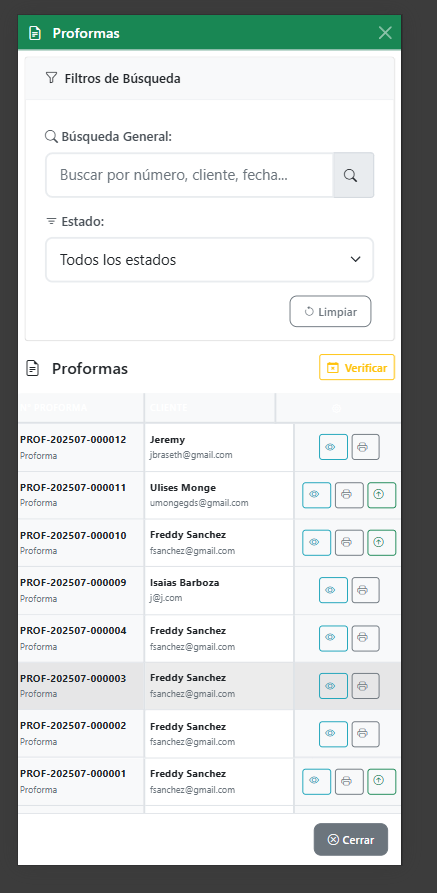 Proformas
Filtros de Búsqueda
Búsqueda General:
Buscar por número, cliente, fecha...
Estado:
Todos los estados
Limpiar
Proformas
Verificar
PROF-202507-000012
Proforma
Jeremy
jbraseth@gmail.com
PROF-202507-000011
Proforma
Ulises Monge
umongegds@gmail.com
PROF-202507-000010
Proforma
Freddy Sanchez
fsanchez@gmail.com
PROF-202507-000009
Proforma
Isaias Barboza
j@j.com
PROF-202507-000004
Proforma
Freddy Sanchez
fsanchez@gmail.com
PROF-202507-000003
Proforma
Freddy Sanchez
fsanchez@gmail.com
PROF-202507-000002
Proforma
Freddy Sanchez
fsanchez@gmail.com
PROF-202507-000001
Proforma
Freddy Sanchez
fsanchez@gmail.com
Cerrar